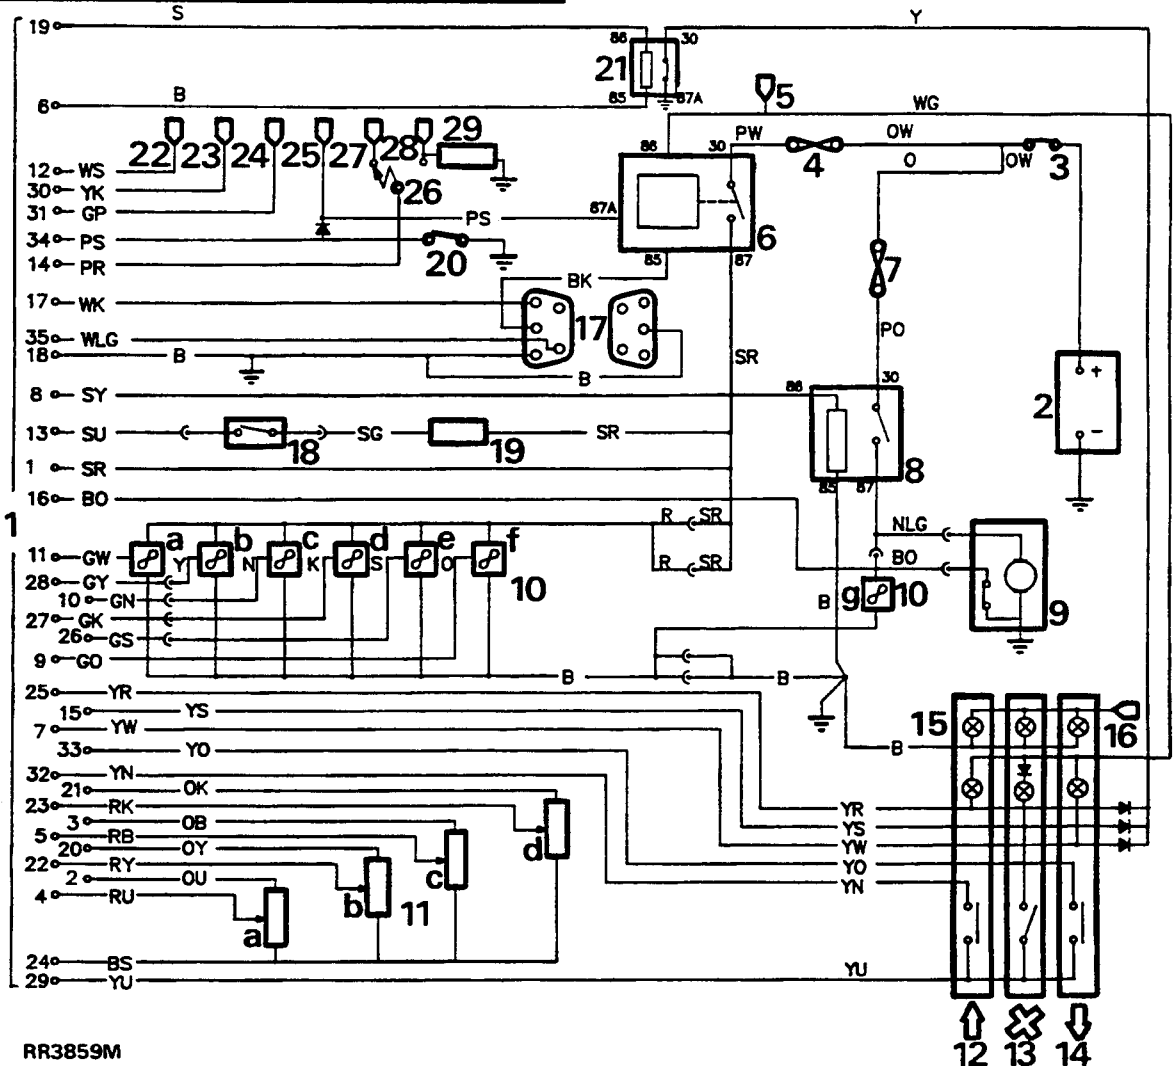 S
19
Y
86
30
21
85
87A
6
B
5
WG
29
22 23 24 25 27 28
26
PW
OW
86
30
4
O
OW
3
12 WS
30 YK
31 GP
87A
PS
6
34 PS
20
85
87
14 PR
7
BK
17 WK
17
PO
35 WLG
18 B
SR
B
86
30
2
+
-
8 SY
13 SU
18
SG
19
SR
8
1 SR
85
87
16 BO
1
R SR
NLG
a b c d e f
11 GW
Y N K S O
R SR
BO
28 GY
10
g 10
9
10 GN
B
27 GK
26 GS
9 GO
B
B
25 YR
15 YS
15
16
7 YW
B
33 YO
32 YN
21 OK
23 RK
YR
3 OB
YS
5 RB
YW
20 OY
d
YO
22 RY
c
YN
2 OU
b
11
4 RU
a
24 BS
29 YU
YU
12 13 14
RR3859M